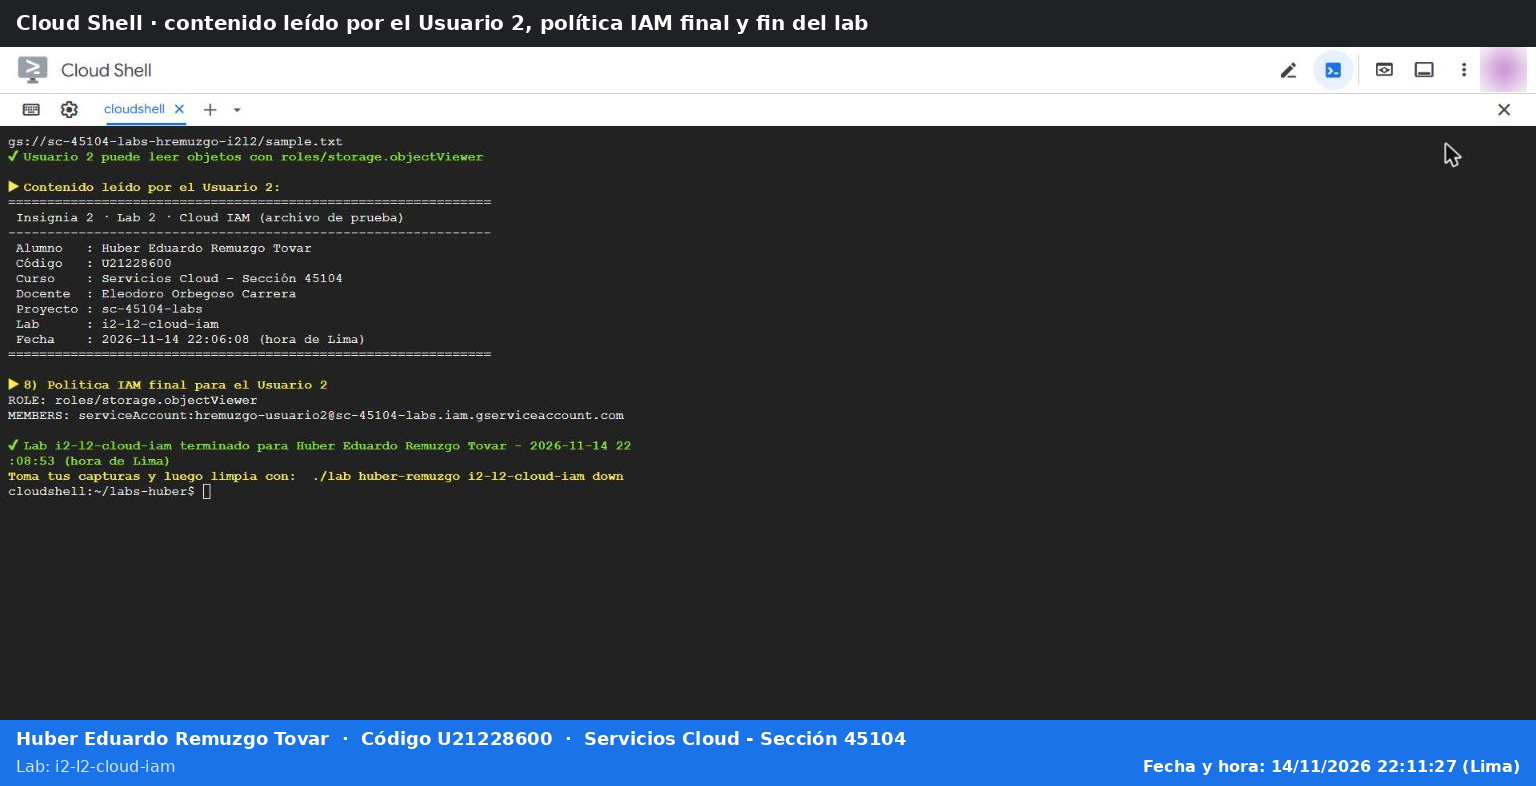 Cloud Shell · contenido leído por el Usuario 2, política IAM final y fin del lab
Cloud Shell
cloudshell
gs://sc-45104-labs-hremuzgo-i2l2/sample.txt
✔ Usuario 2 puede leer objetos con roles/storage.objectViewer
▶ Contenido leído por el Usuario 2:
==============================================================
Insignia 2 · Lab 2 · Cloud IAM (archivo de prueba)
--------------------------------------------------------------
Alumno   : Huber Eduardo Remuzgo Tovar
Código   : U21228600
Curso    : Servicios Cloud - Sección 45104
Docente  : Eleodoro Orbegoso Carrera
Proyecto : sc-45104-labs
Lab      : i2-l2-cloud-iam
Fecha    : 2026-11-14 22:06:08 (hora de Lima)
==============================================================
▶ 8) Política IAM final para el Usuario 2
ROLE: roles/storage.objectViewer
MEMBERS: serviceAccount:hremuzgo-usuario2@sc-45104-labs.iam.gserviceaccount.com
✔ Lab i2-l2-cloud-iam terminado para Huber Eduardo Remuzgo Tovar - 2026-11-14 22
:08:53 (hora de Lima)
Toma tus capturas y luego limpia con:  ./lab huber-remuzgo i2-l2-cloud-iam down
cloudshell:~/labs-huber$
Huber Eduardo Remuzgo Tovar · Código U21228600 · Servicios Cloud - Sección 45104
Lab: i2-l2-cloud-iam
Fecha y hora: 14/11/2026 22:11:27 (Lima)